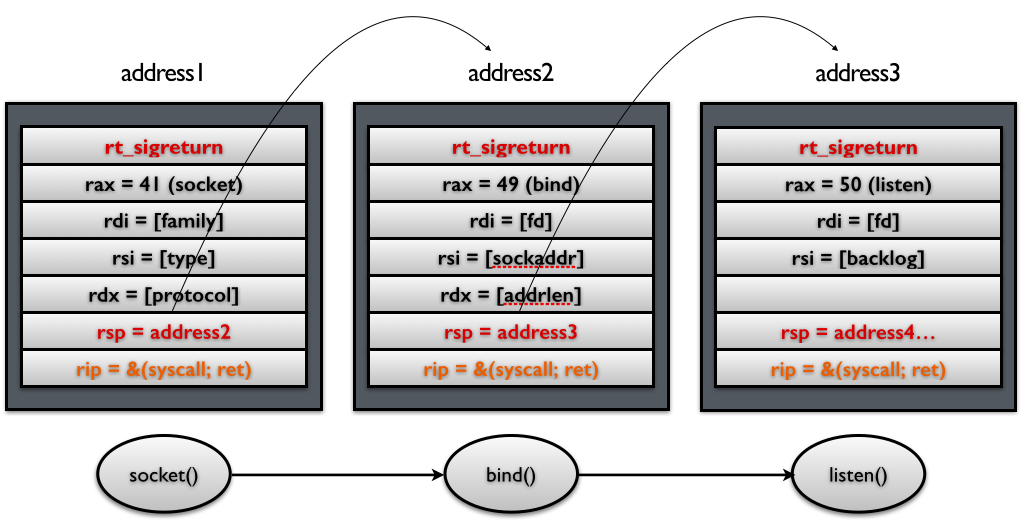 address1
rt_sigreturn
rax = 41 (socket)
rdi = [family]
rsi = [type]
rdx = [protocol]
rsp = address2
rip = &(syscall; ret)
socket()
address2
rt_sigreturn
rax = 49 (bind)
rdi = [fd]
rsi = [sockaddr]
rdx = [addrlen]
rsp = address3
rip = &(syscall; ret)
bind()
address3
rt_sigreturn
rax = 50 (listen)
rdi = [fd]
rsi = [backlog]
rsp = address4…
rip = &(syscall; ret)
listen()